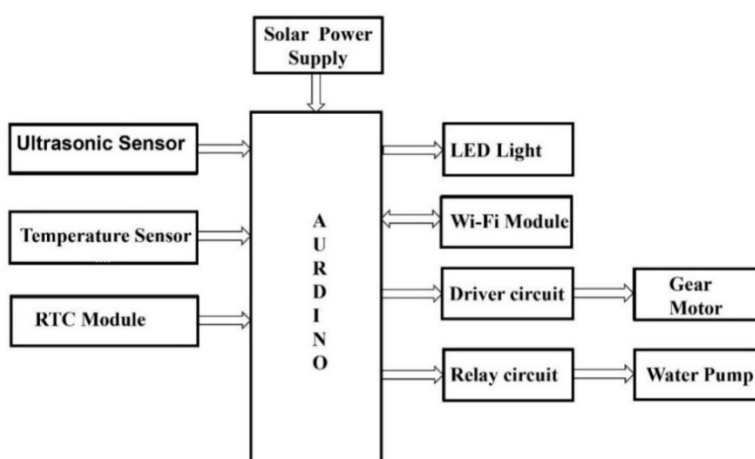 Solar Power
Supply
Ultrasonic Sensor
Temperature Sensor
RTC Module
A
U
R
D
I
N
O
LED Light
Wi-Fi Module
Driver circuit
Gear
Motor
Relay circuit
Water Pump